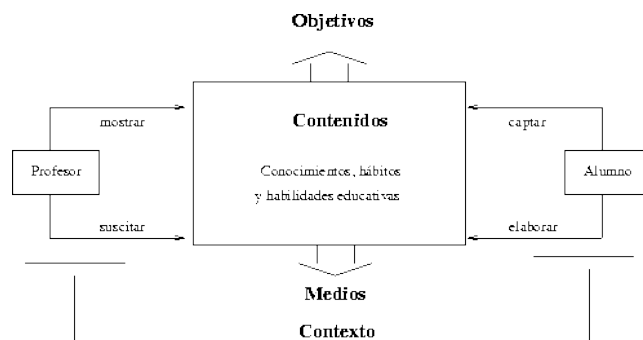 Objetivos
Contenidos
mostrar
captar
Profesor
Conocimientos, hábitos
y habilidades educativas
Alumno
suscitar
elaborar
Medios
Contexto